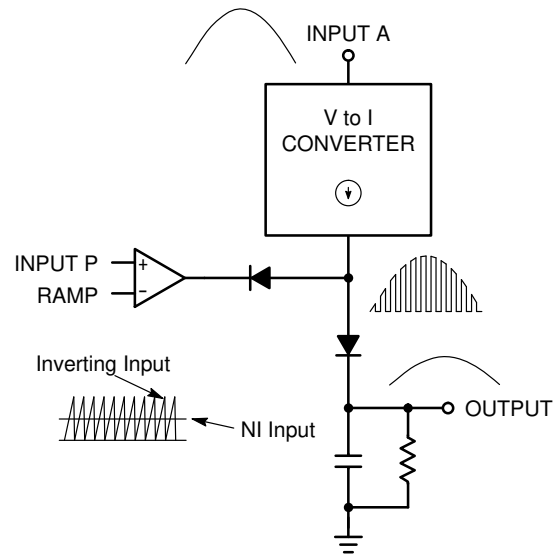 INPUT A
V to I
CONVERTER
INPUT P
+
RAMP
−
Inverting Input
NI Input
OUTPUT